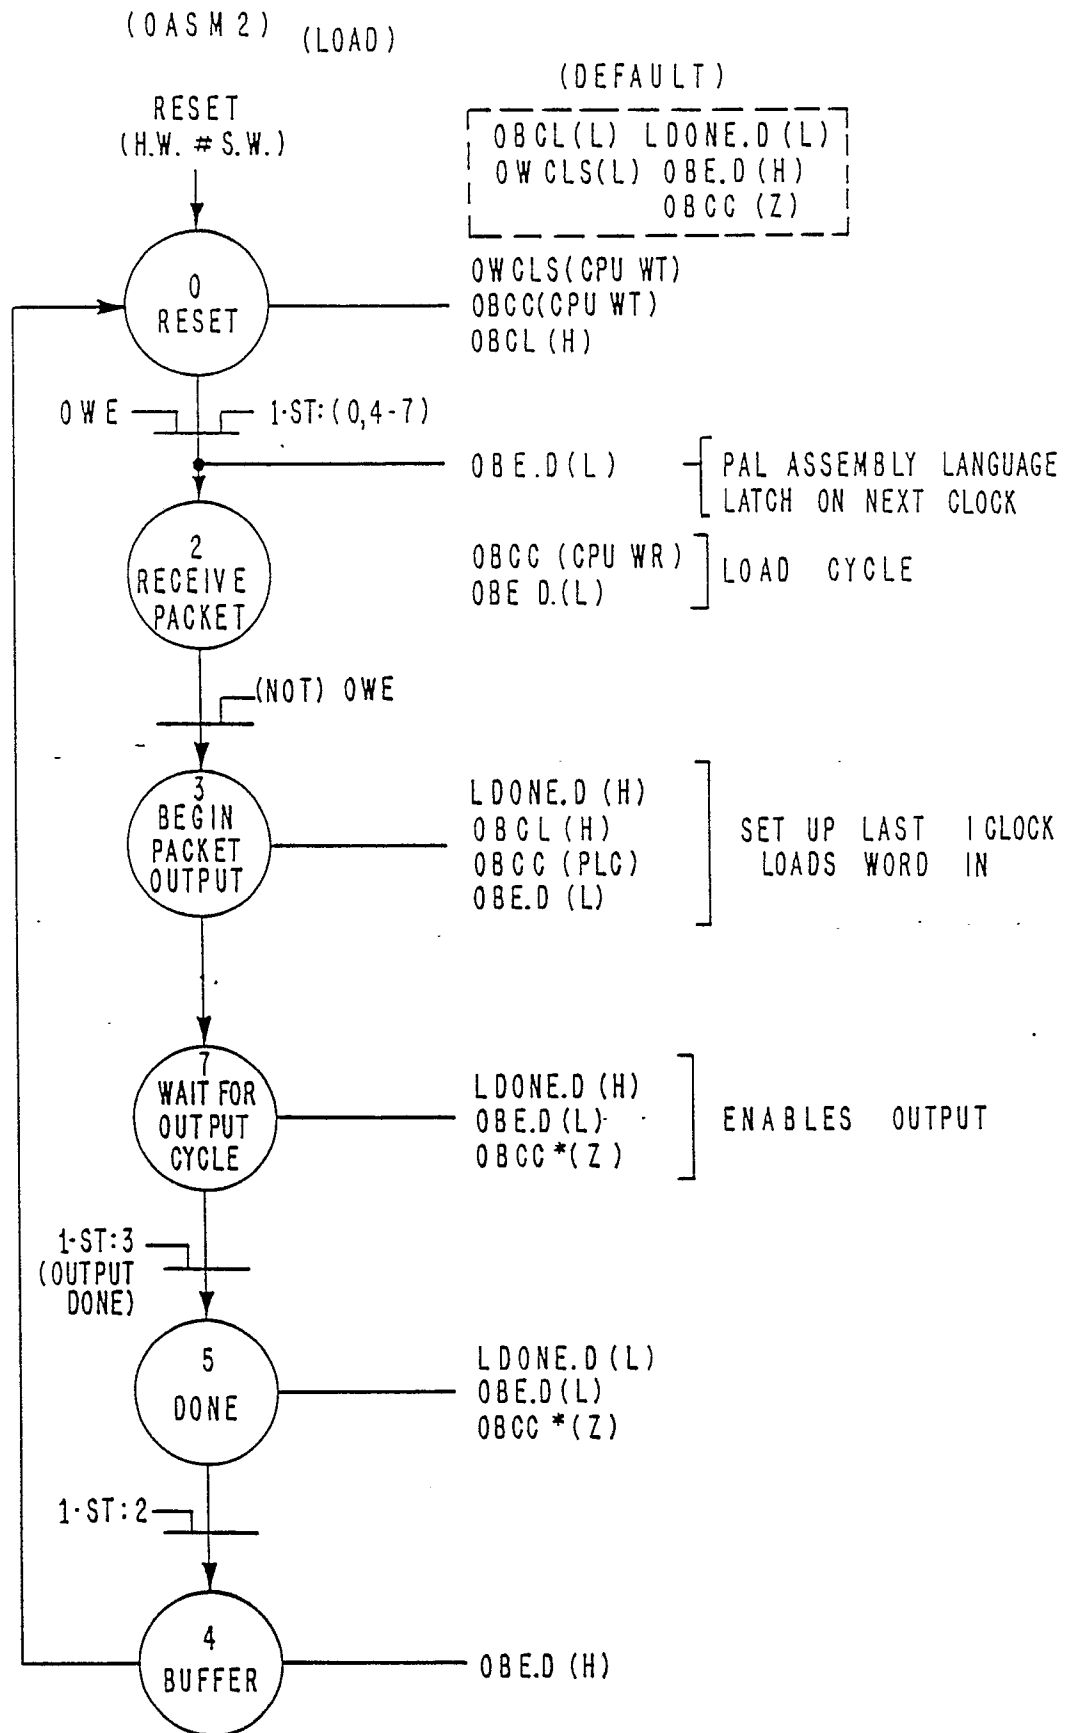 (OASM2) (LOAD)
(DEFAULT)
RESET
(H.W. # S.W.)
OBCL(L) LDONE.D(L)
OWCLS(L) OBE.D(H)
OBCC(Z)
0
RESET
OWCLS(CPU WT)
OBCC(CPU WT)
OBCL(H)
OWE
1-ST:(0,4-7)
OBE.D(L)
PAL ASSEMBLY LANGUAGE
LATCH ON NEXT CLOCK
2
RECEIVE
PACKET
OBCC (CPU WR)
OBE D.(L)
LOAD CYCLE
(NOT) OWE
3
BEGIN
PACKET
OUTPUT
LDONE.D (H)
OBCL (H)
OBCC (PLC)
OBE.D (L)
SET UP LAST 1 CLOCK
LOADS WORD IN
7
WAIT FOR
OUTPUT
CYCLE
LDONE.D (H)
OBE.D (L)
OBCC *(Z)
ENABLES OUTPUT
1-ST:3
(OUTPUT
DONE)
5
DONE
LDONE.D (L)
OBE.D (L)
OBCC *(Z)
1-ST:2
4
BUFFER
OBE.D (H)